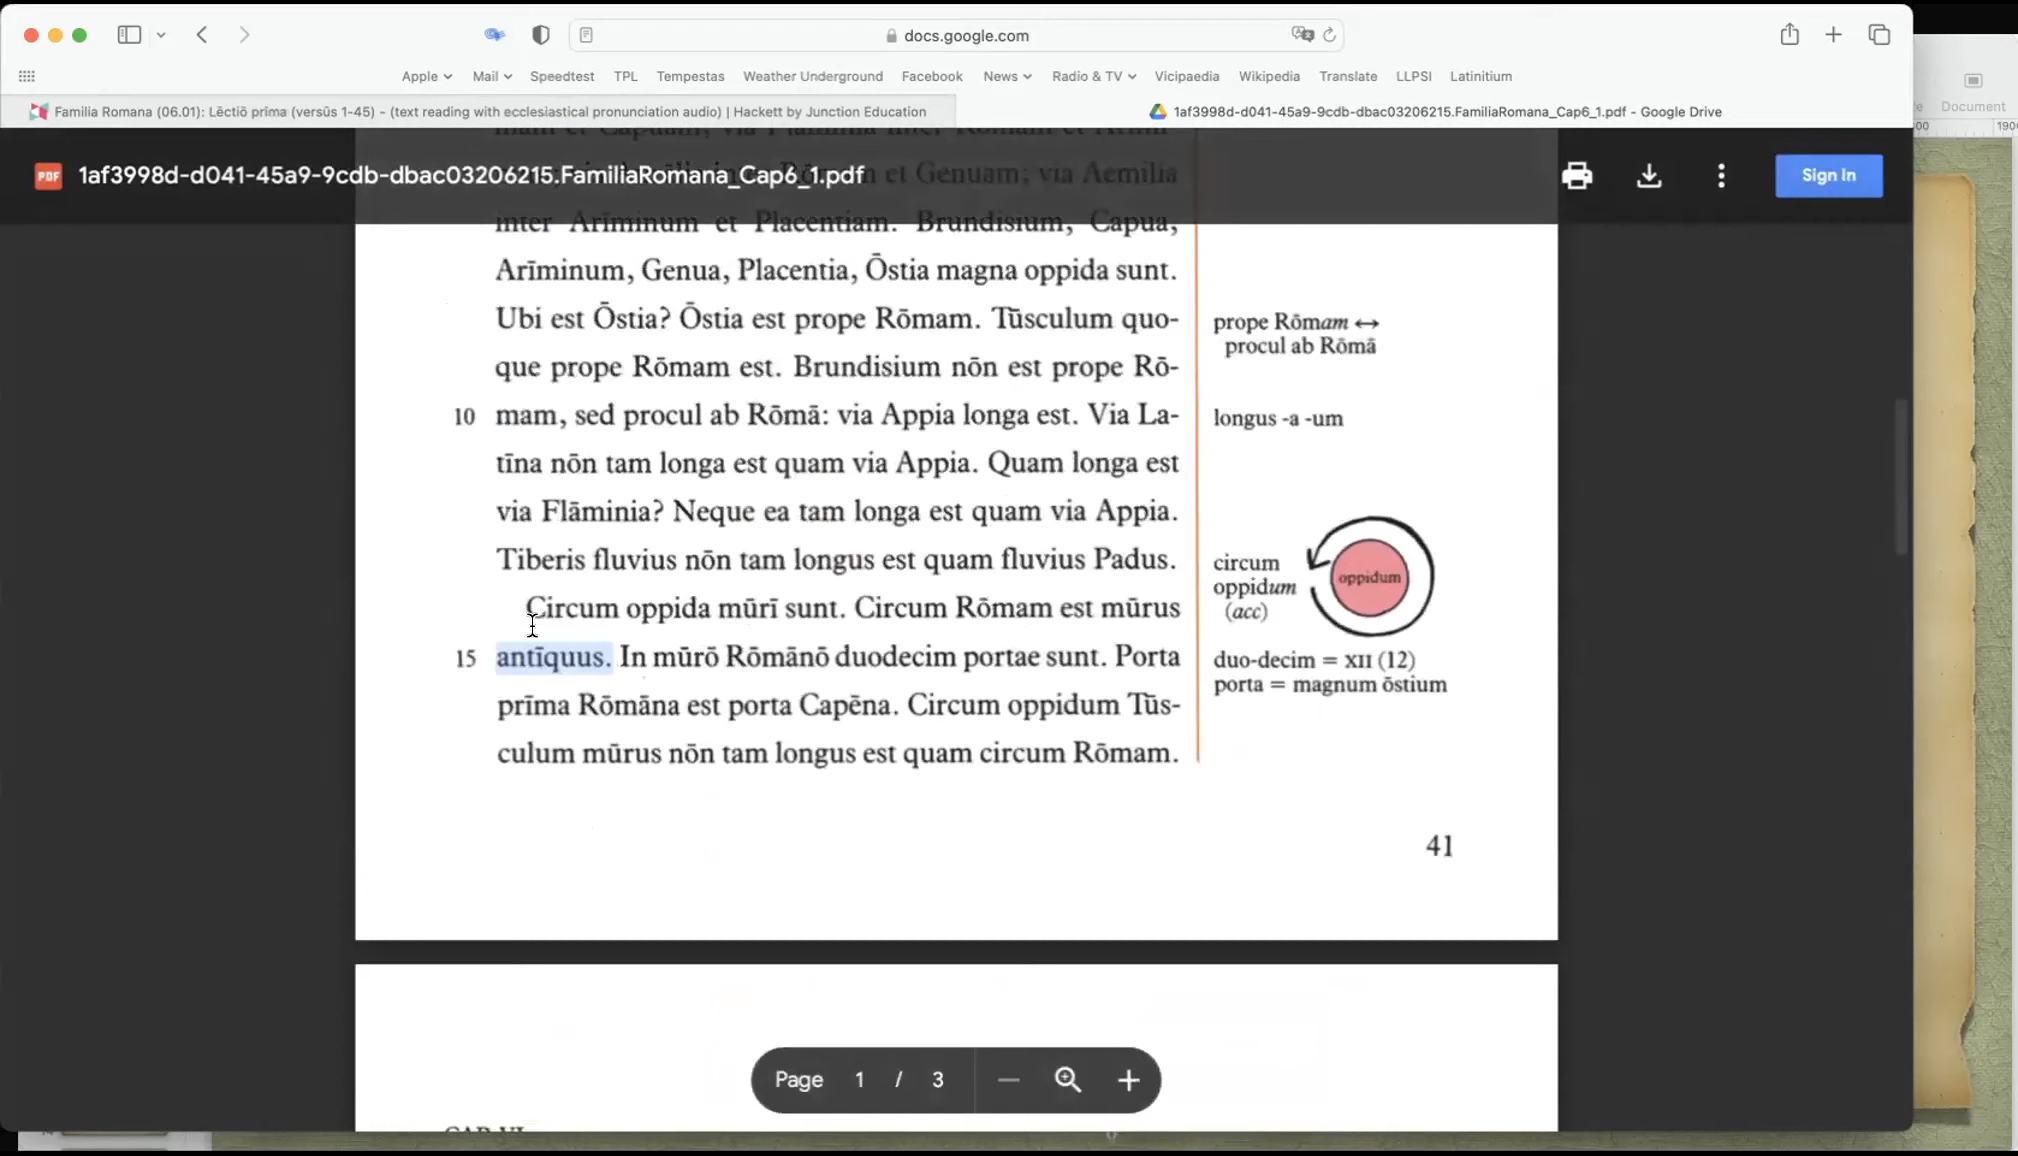 docs.google.com
Apple Mail Speedtest TPL Tempestas Weather Underground Facebook News Radio & TV Vicipaedia Wikipedia Translate LLPSI Latinitium
Familia Romana (06.01): Lēctiō prīma (versūs 1-45) - (text reading with ecclesiastical pronunciation audio) | Hackett by Junction Education
1af3998d-d041-45a9-9cdb-dbac03206215.FamiliaRomana_Cap6_1.pdf - Google Drive
Document
PDF 1af3998d-d041-45a9-9cdb-dbac03206215.FamiliaRomana_Cap6_1.pdf
Sign In
et Genuam; via Aemilia
inter Arīminum et Placentiam. Brundisium, Capua,
Arīminum, Genua, Placentia, Ōstia magna oppida sunt.
Ubi est Ōstia? Ōstia est prope Rōmam. Tūsculum quo-
que prope Rōmam est. Brundisium nōn est prope Rō-
10 mam, sed procul ab Rōmā: via Appia longa est. Via La-
tīna nōn tam longa est quam via Appia. Quam longa est
via Flāminia? Neque ea tam longa est quam via Appia.
Tiberis fluvius nōn tam longus est quam fluvius Padus.
Circum oppida mūrī sunt. Circum Rōmam est mūrus
15 antīquus. In mūrō Rōmānō duodecim portae sunt. Porta
prīma Rōmāna est porta Capēna. Circum oppidum Tūs-
culum mūrus nōn tam longus est quam circum Rōmam.
prope Rōmam ↔
procul ab Rōmā
longus -a -um
circum
oppidum
(acc)
oppidum
duo-decim = XII (12)
porta = magnum ōstium
41
Page 1 / 3